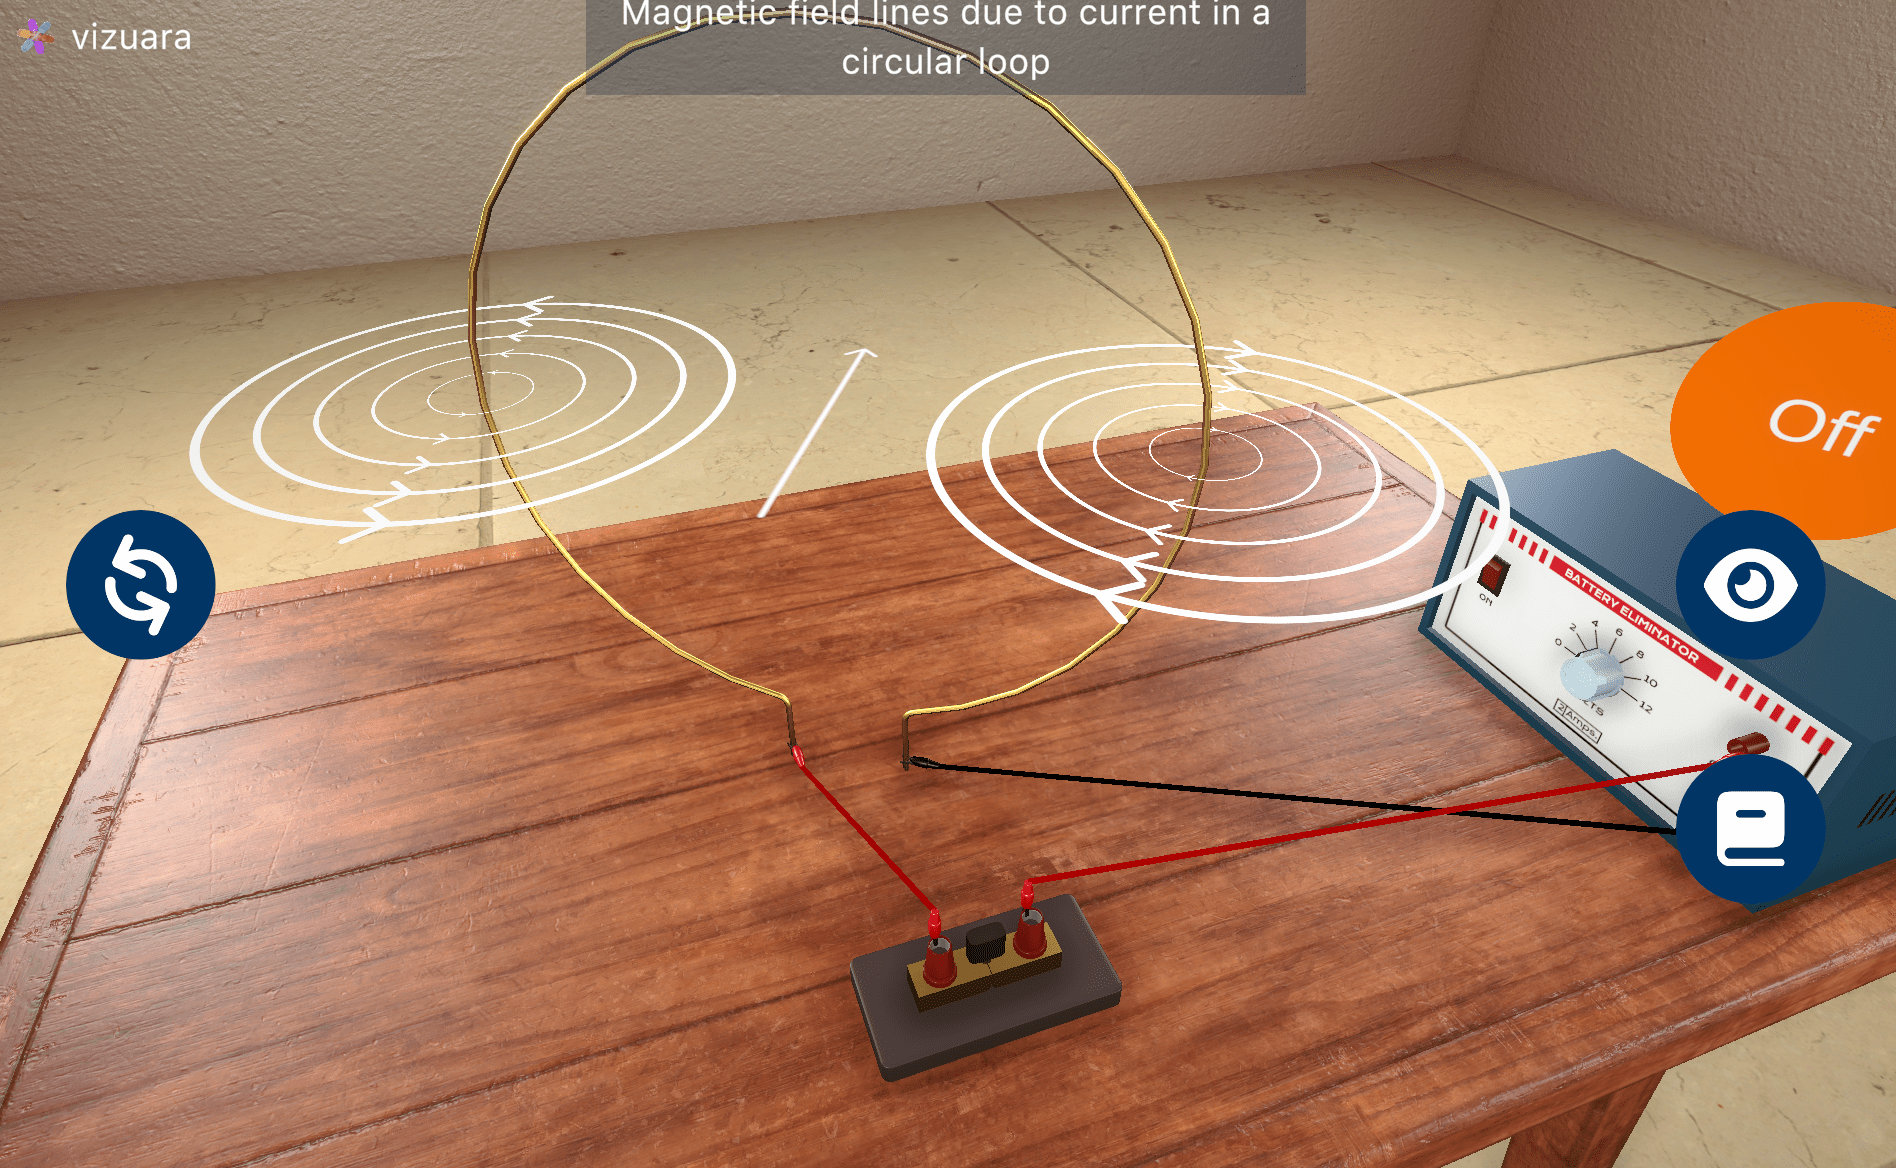 vizuara
Magnetic field lines due to current in a
circular loop
Off
BATTERY ELIMINATOR
ON
0 2 4 6 8 10 12
2 Amps.